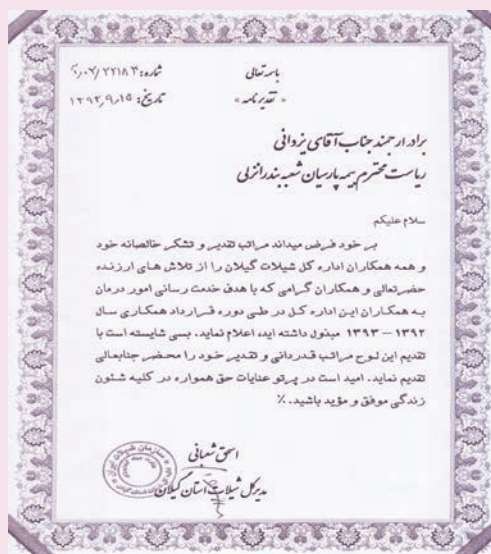 باسمه تعالی
« تقدیرنامه »
تاریخ: ۱۳۹۲٫۹٫۱۵
برادر ارجمند جناب آقای یزدانی
ریاست محترم بیمه پارسیان شعبه بندرانزلی
سلام علیکم
بر خود فرض میداند مراتب تقدیر و تشکر خالصانه خود
و همه همکاران اداره کل شیلات گیلان را از تلاش های ارزنده
حضرتعالی و همکاران گرامی که با هدف خدمت رسانی امور درمان
به همکاران این اداره کل در طی دوره قرارداد همکاری سال
۱۳۹۲ – ۱۳۹۳ مبذول داشته اید، اعلام نماید. بسی شایسته است با
تقدیم این لوح مراتب قدردانی و تقدیر خود را محضر جنابعالی
تقدیم نماید. امید است در پرتو عنایات حق همواره در کلیه شئون
زندگی موفق و مؤید باشید. ٪
اسحق شعبانی
مدیرکل شیلات استان گیلان